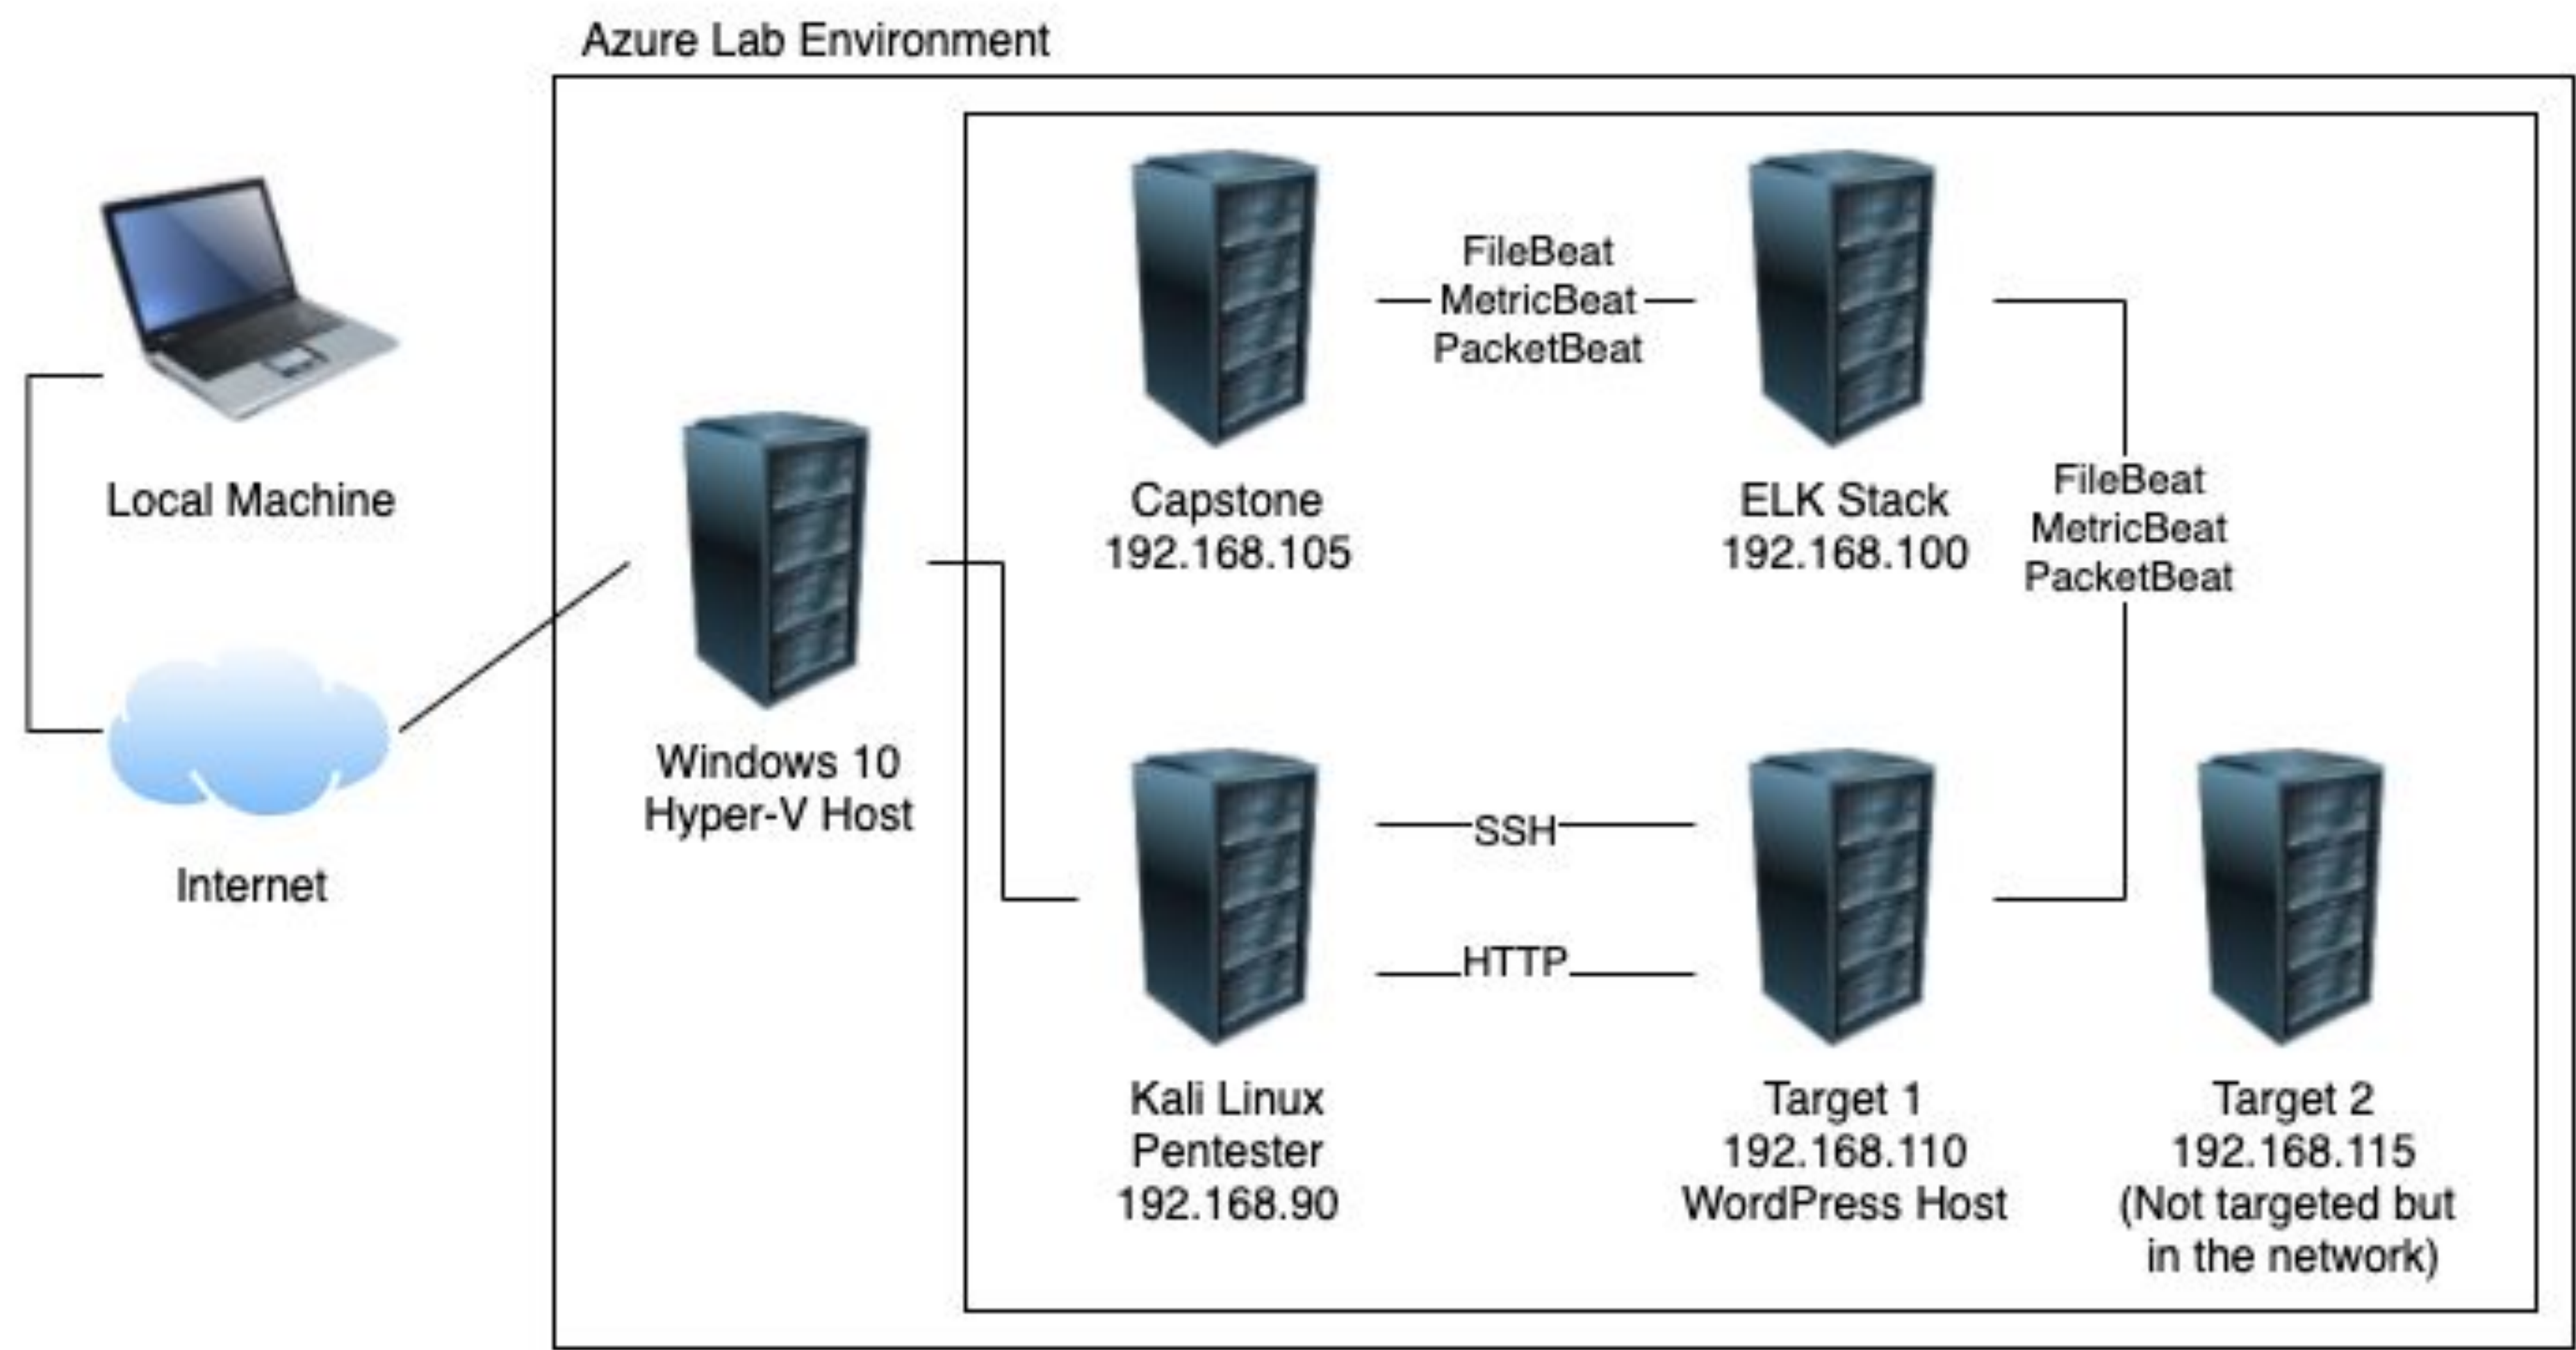 Azure Lab Environment
Local Machine
Internet
Windows 10
Hyper-V Host
Capstone
192.168.105
FileBeat
MetricBeat
PacketBeat
ELK Stack
192.168.100
FileBeat
MetricBeat
PacketBeat
Kali Linux
Pentester
192.168.90
SSH
HTTP
Target 1
192.168.110
WordPress Host
Target 2
192.168.115
(Not targeted but
in the network)